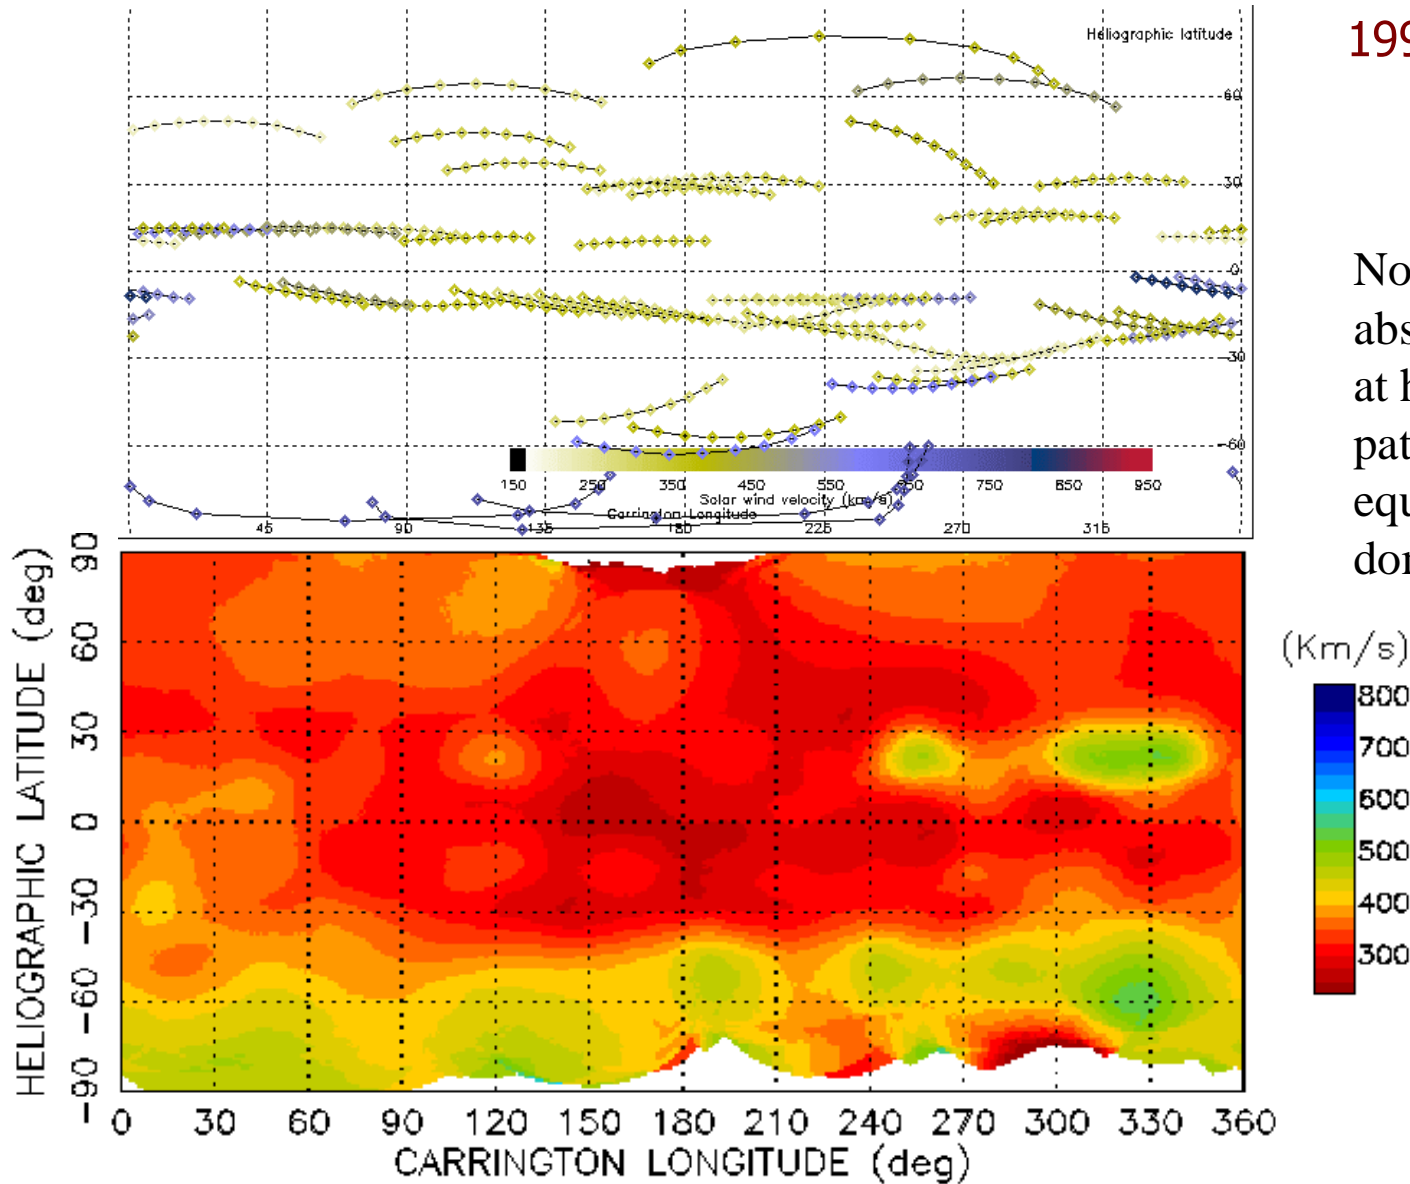 Heliographic latitude
199
60
30
0
-30
-60
150 250 350 450 550 650 750 850 950
Solar wind velocity (km/s)
Carrington Longitude
45 90 135 180 225 270 315
No
abs
at h
pat
equ
dor
(Km/s)
800
700
600
500
400
300
HELIOGRAPHIC LATITUDE (deg)
90
60
30
0
-30
-60
-90
0 30 60 90 120 150 180 210 240 270 300 330 360
CARRINGTON LONGITUDE (deg)